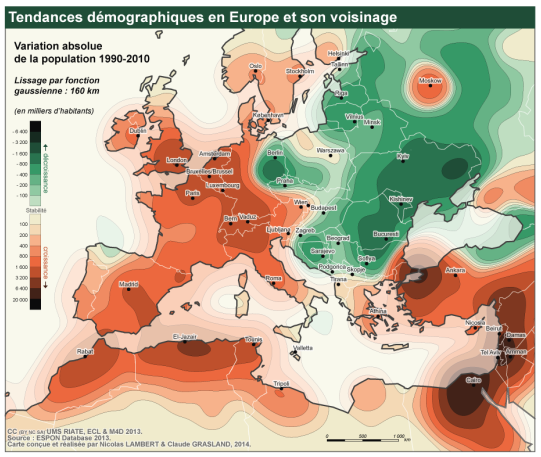 Tendances démographiques en Europe et son voisinage
Variation absolue
de la population 1990-2010
Lissage par fonction
gaussienne : 160 km
(en milliers d'habitants)
- 6 400
- 3 200
- 1 600
- 800
- 400
- 200
- 100
décroissance
Stabilité
100
200
400
800
1 600
3 200
6 400
20 000
croissance
Oslo
Helsinki
Tallinn
Stockholm
Moskow
Riga
Dublin
København
Vilnius
Minsk
London
Amsterdam
Berlin
Warszawa
Kyiv
Bruxelles/Brussel
Praha
Luxembourg
Paris
Wien
Budapest
Kishinev
Bern
Vaduz
Ljubljana
Zagreb
Beograd
Bucuresti
Sarajevo
Sofiya
Podgorica
Skopje
Roma
Tirana
Ankara
Madrid
Athina
Nicosia
Beirut
Damas
El-Jazair
Tounis
Valletta
Tel Aviv
Amman
Rabat
Tripoli
Cairo
CC (BY NC SA) UMS RIATE, ECL & M4D 2013.
Source : ESPON Database 2013.
Carte conçue et réalisée par Nicolas LAMBERT & Claude GRASLAND, 2014.
0 500 1 000
km